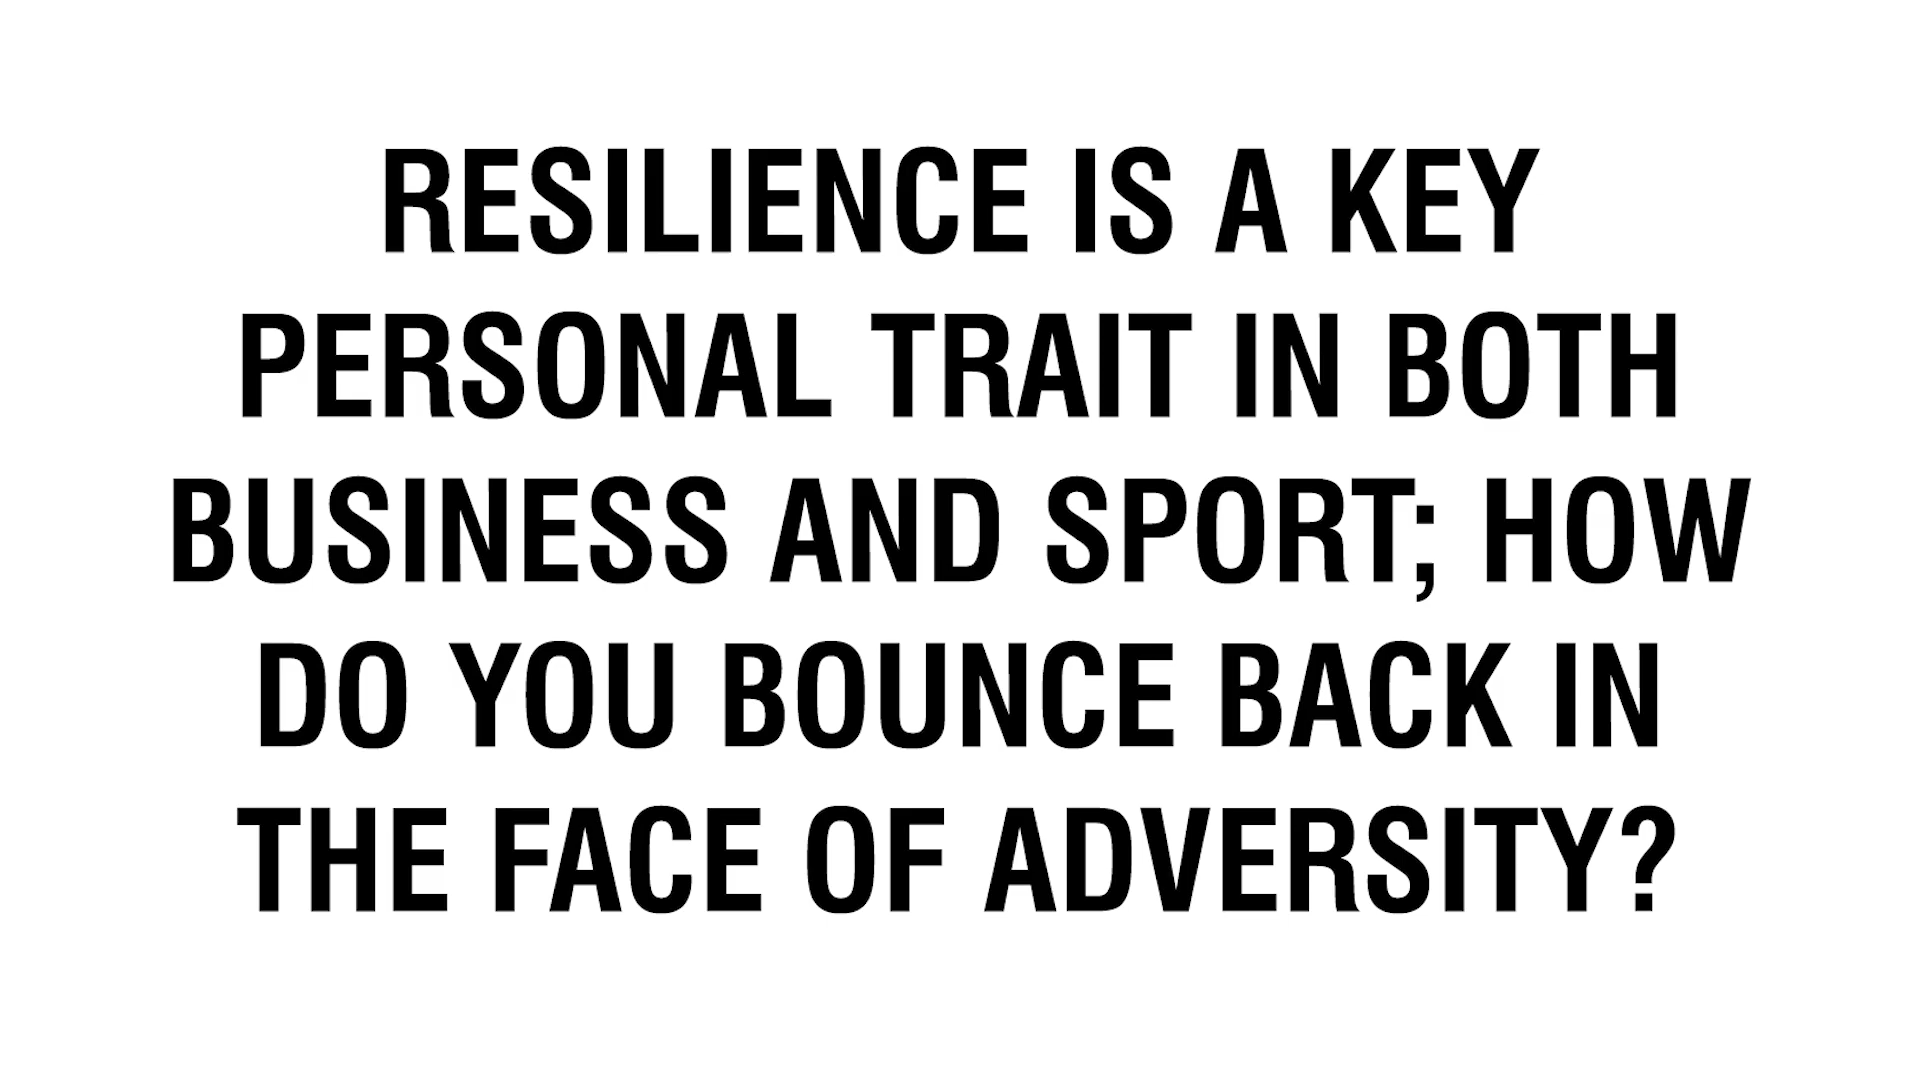 RESILIENCE IS A KEY
PERSONAL TRAIT IN BOTH
BUSINESS AND SPORT; HOW
DO YOU BOUNCE BACK IN
THE FACE OF ADVERSITY?